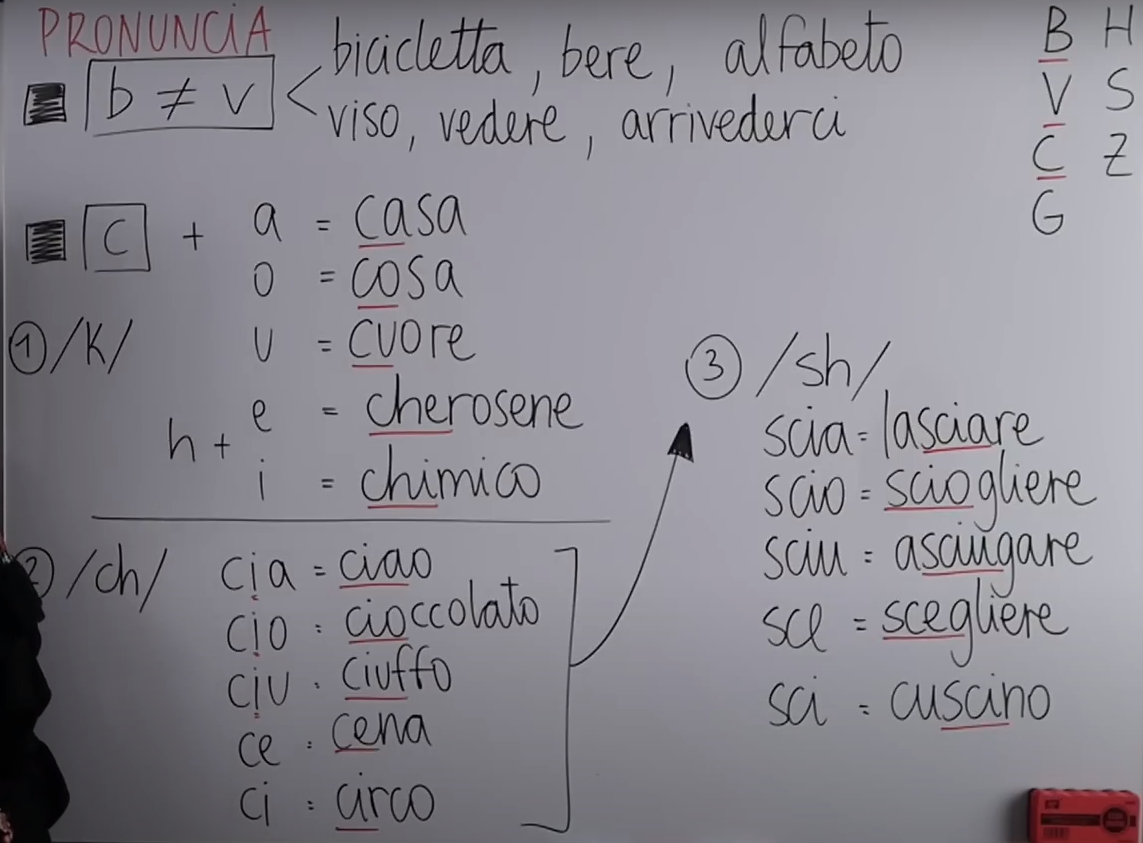 PRONUNCIA
b ≠ v
bicicletta, bere, alfabeto
viso, vedere, arrivederci
C + a = casa
o = cosa
① /K/ u = cuore
h + e = cherosene
i = chimico
② /ch/ cia = ciao
cio = cioccolato
ciu = ciuffo
ce = cena
ci = circo
③ /sh/
scia = lasciare
scio = sciogliere
sciu = asciugare
sce = scegliere
sci = cuscino
B H
V S
C Z
G